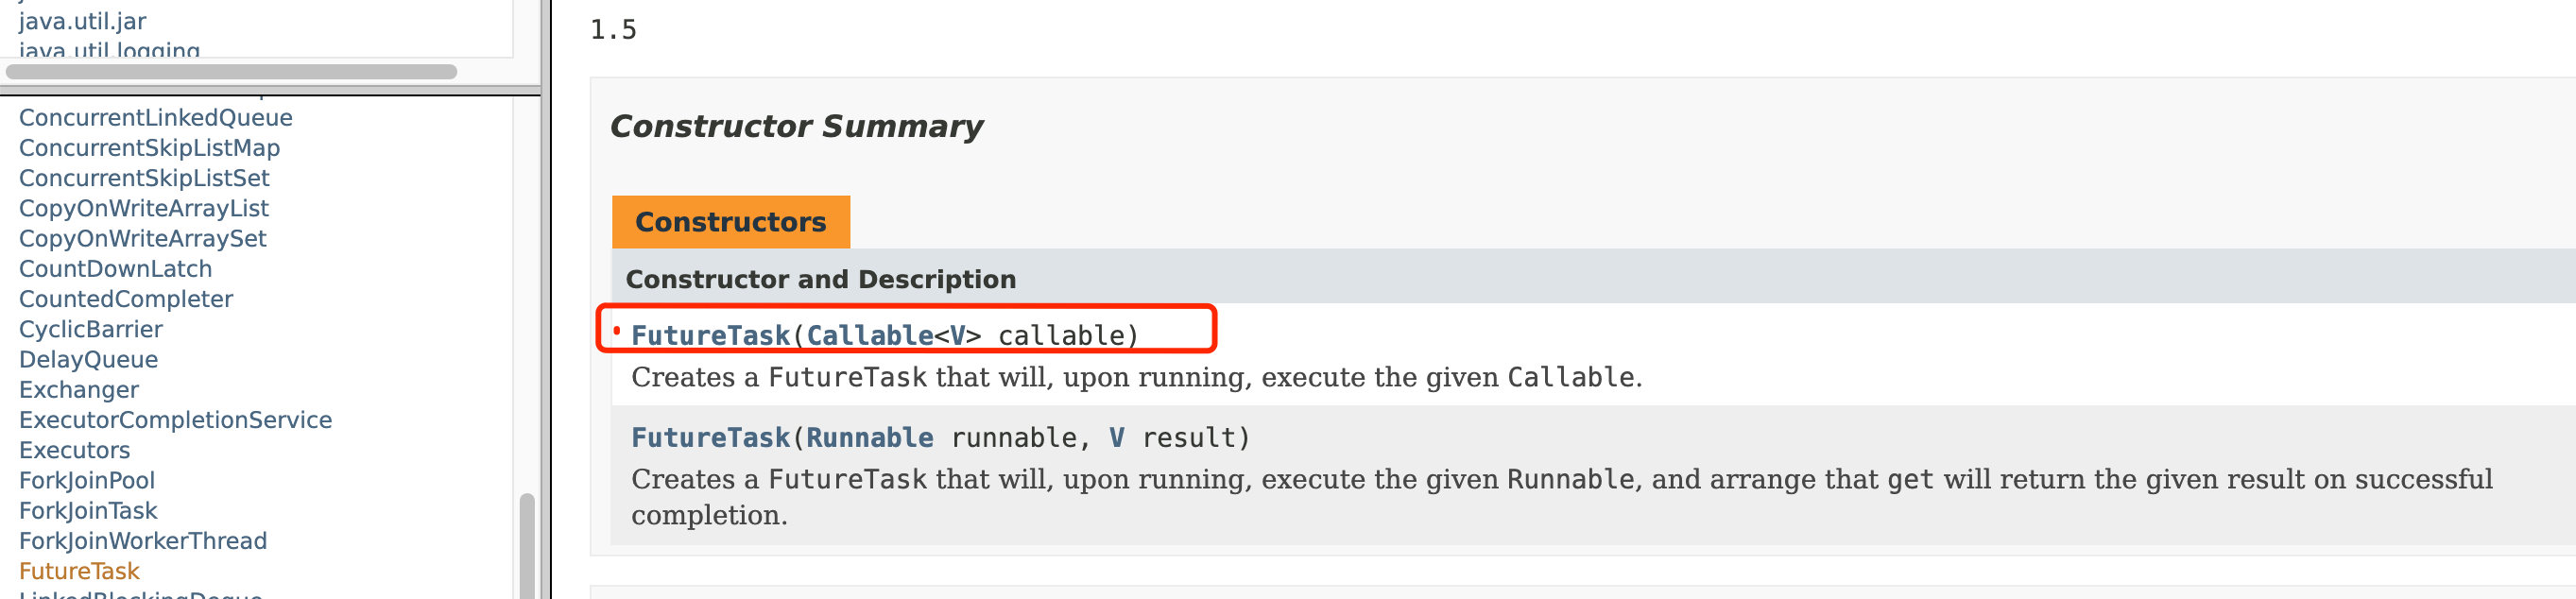 java.util.jar
java.util.logging
ConcurrentLinkedQueue
ConcurrentSkipListMap
ConcurrentSkipListSet
CopyOnWriteArrayList
CopyOnWriteArraySet
CountDownLatch
CountedCompleter
CyclicBarrier
DelayQueue
Exchanger
ExecutorCompletionService
Executors
ForkJoinPool
ForkJoinTask
ForkJoinWorkerThread
FutureTask
LinkedBlockingDeque
1.5
Constructor Summary
Constructors
Constructor and Description
FutureTask(Callable<V> callable)
Creates a FutureTask that will, upon running, execute the given Callable.
FutureTask(Runnable runnable, V result)
Creates a FutureTask that will, upon running, execute the given Runnable, and arrange that get will return the given result on successful
completion.